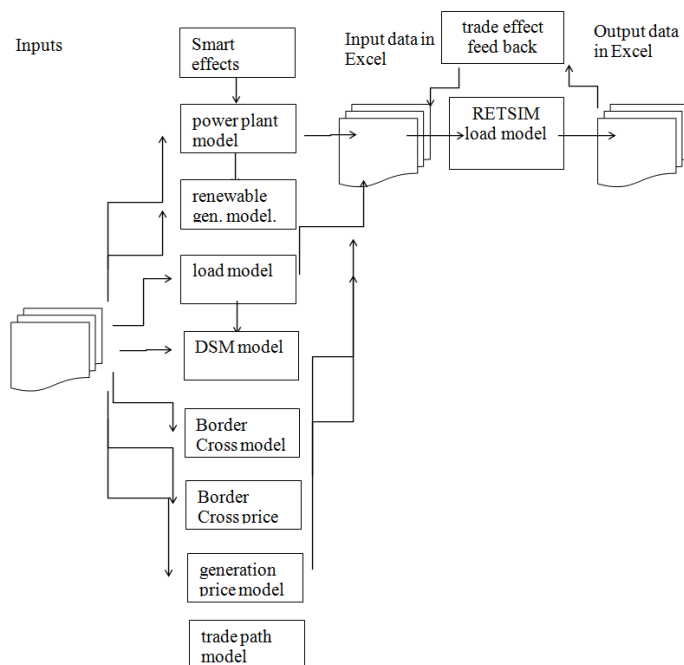 Inputs
Smart
effects
power plant
model
renewable
gen. model.
load model
DSM model
Border
Cross model
Border
Cross price
generation
price model
trade path
model
Input data in
Excel
trade effect
feed back
RETSIM
load model
Output data
in Excel